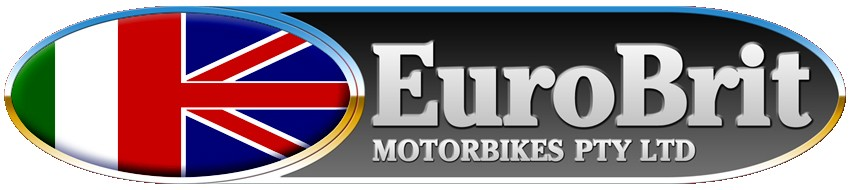 EuroBrit
MOTORBIKES PTY LTD